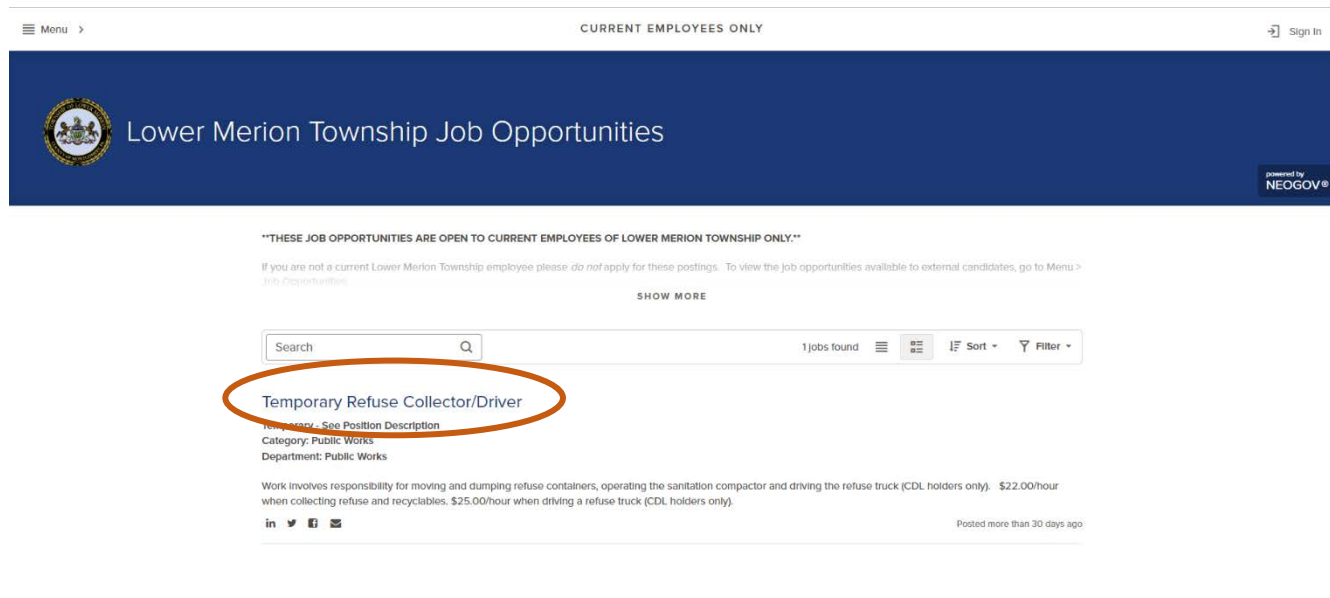 Menu >
CURRENT EMPLOYEES ONLY
Sign In
Lower Merion Township Job Opportunities
powered by
NEOGOV®
**THESE JOB OPPORTUNITIES ARE OPEN TO CURRENT EMPLOYEES OF LOWER MERION TOWNSHIP ONLY.**
If you are not a current Lower Merion Township employee please do not apply for these postings. To view the job opportunities available to external candidates, go to Menu >
Job Opportunities
SHOW MORE
Search
1 jobs found
Sort
Filter
Temporary Refuse Collector/Driver
Temporary - See Position Description
Category: Public Works
Department: Public Works
Work involves responsibility for moving and dumping refuse containers, operating the sanitation compactor and driving the refuse truck (CDL holders only). $22.00/hour
when collecting refuse and recyclables. $25.00/hour when driving a refuse truck (CDL holders only).
Posted more than 30 days ago